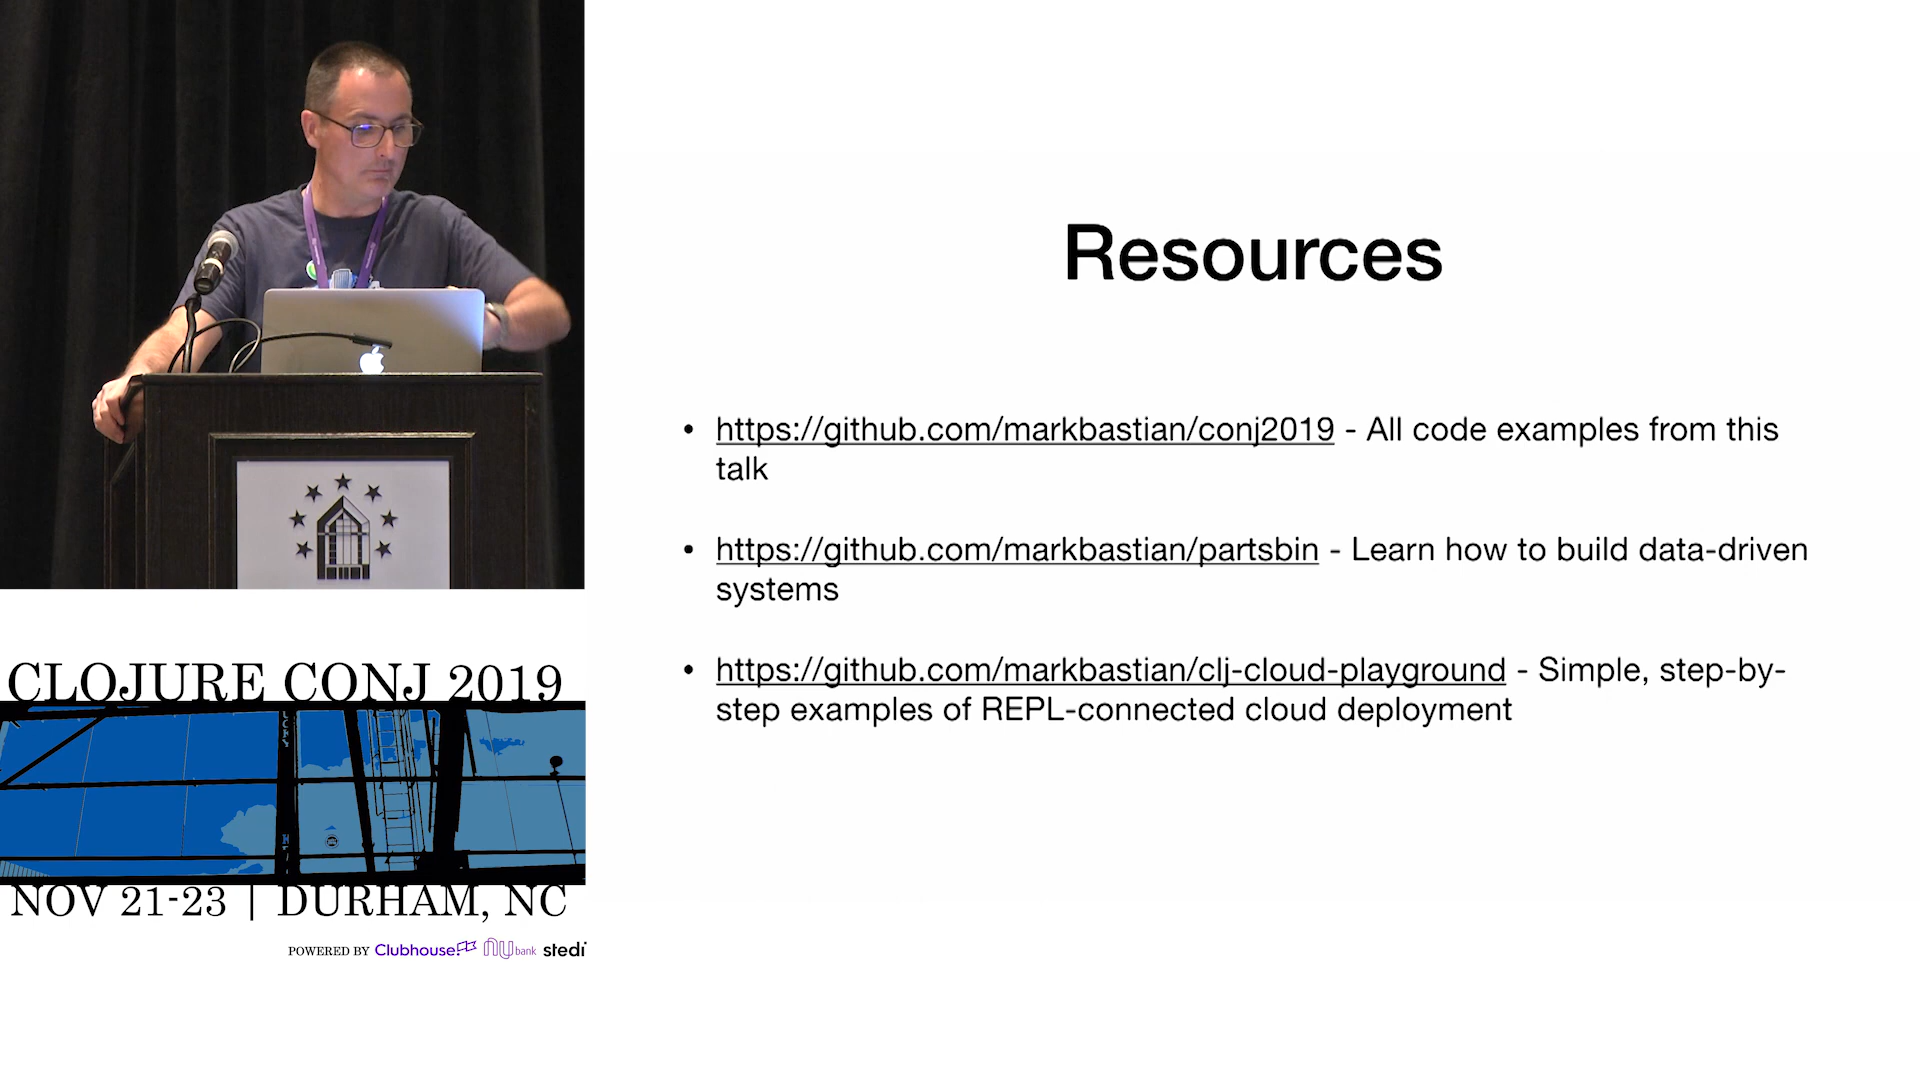 Resources
• https://github.com/markbastian/conj2019 - All code examples from this
talk
• https://github.com/markbastian/partsbin - Learn how to build data-driven
systems
• https://github.com/markbastian/clj-cloud-playground - Simple, step-by-
step examples of REPL-connected cloud deployment
CLOJURE CONJ 2019
NOV 21-23 | DURHAM, NC
POWERED BY Clubhouse nu bank stedi